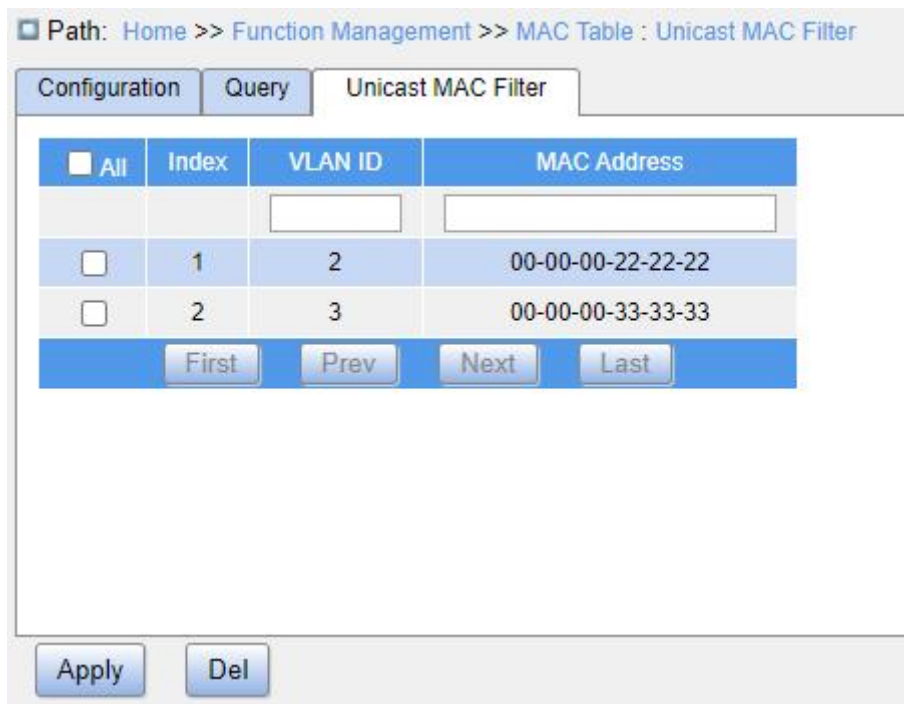 Path: Home >> Function Management >> MAC Table : Unicast MAC Filter
Configuration Query Unicast MAC Filter
All Index VLAN ID MAC Address
1 2 00-00-00-22-22-22
2 3 00-00-00-33-33-33
First Prev Next Last
Apply Del